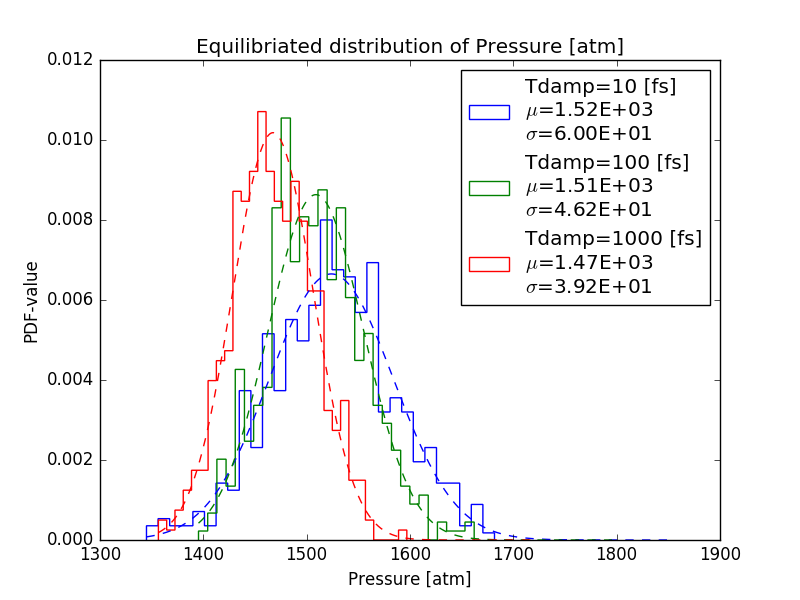 Equilibriated distribution of Pressure [atm]
0.012
0.010
0.008
0.006
0.004
0.002
0.000
PDF-value
Tdamp=10 [fs]
μ=1.52E+03
σ=6.00E+01
Tdamp=100 [fs]
μ=1.51E+03
σ=4.62E+01
Tdamp=1000 [fs]
μ=1.47E+03
σ=3.92E+01
1300 1400 1500 1600 1700 1800 1900
Pressure [atm]